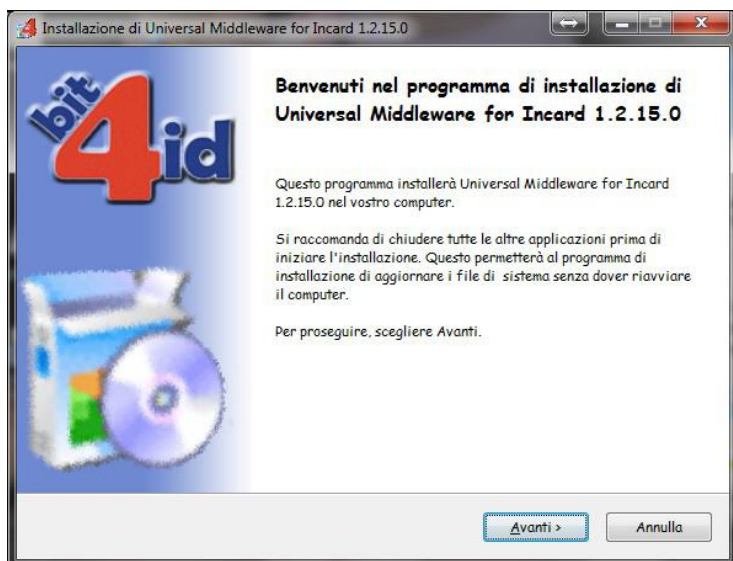 Installazione di Universal Middleware for Incard 1.2.15.0
bit
4id
Benvenuti nel programma di installazione di
Universal Middleware for Incard 1.2.15.0
Questo programma installerà Universal Middleware for Incard
1.2.15.0 nel vostro computer.
Si raccomanda di chiudere tutte le altre applicazioni prima di
iniziare l'installazione. Questo permetterà al programma di
installazione di aggiornare i file di sistema senza dover riavviare
il computer.
Per proseguire, scegliere Avanti.
Avanti >
Annulla